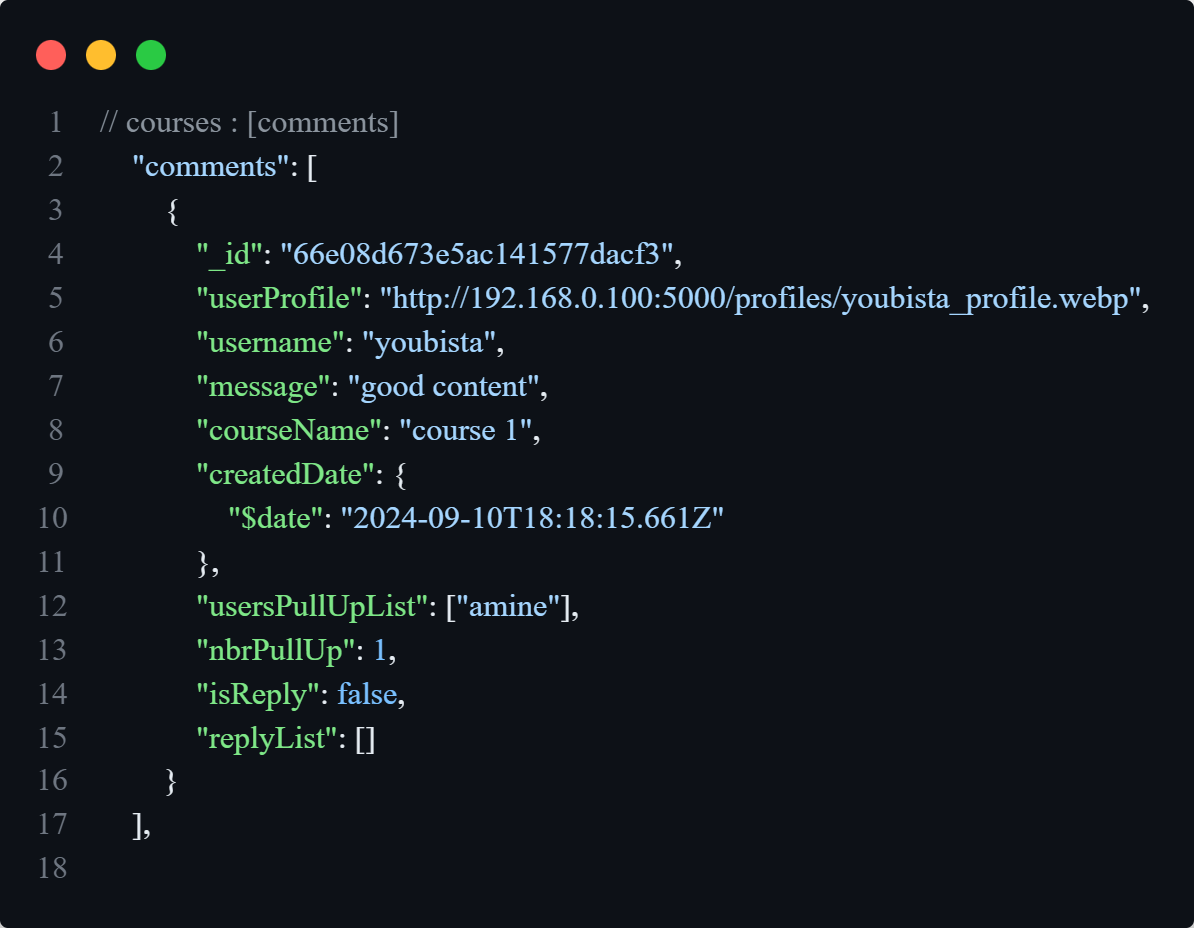 1 // courses : [comments]
2 "comments": [
3 {
4 "_id": "66e08d673e5ac141577dacf3",
5 "userProfile": "http://192.168.0.100:5000/profiles/youbista_profile.webp",
6 "username": "youbista",
7 "message": "good content",
8 "courseName": "course 1",
9 "createdDate": {
10 "$date": "2024-09-10T18:18:15.661Z"
11 },
12 "usersPullUpList": ["amine"],
13 "nbrPullUp": 1,
14 "isReply": false,
15 "replyList": []
16 }
17 ],
18